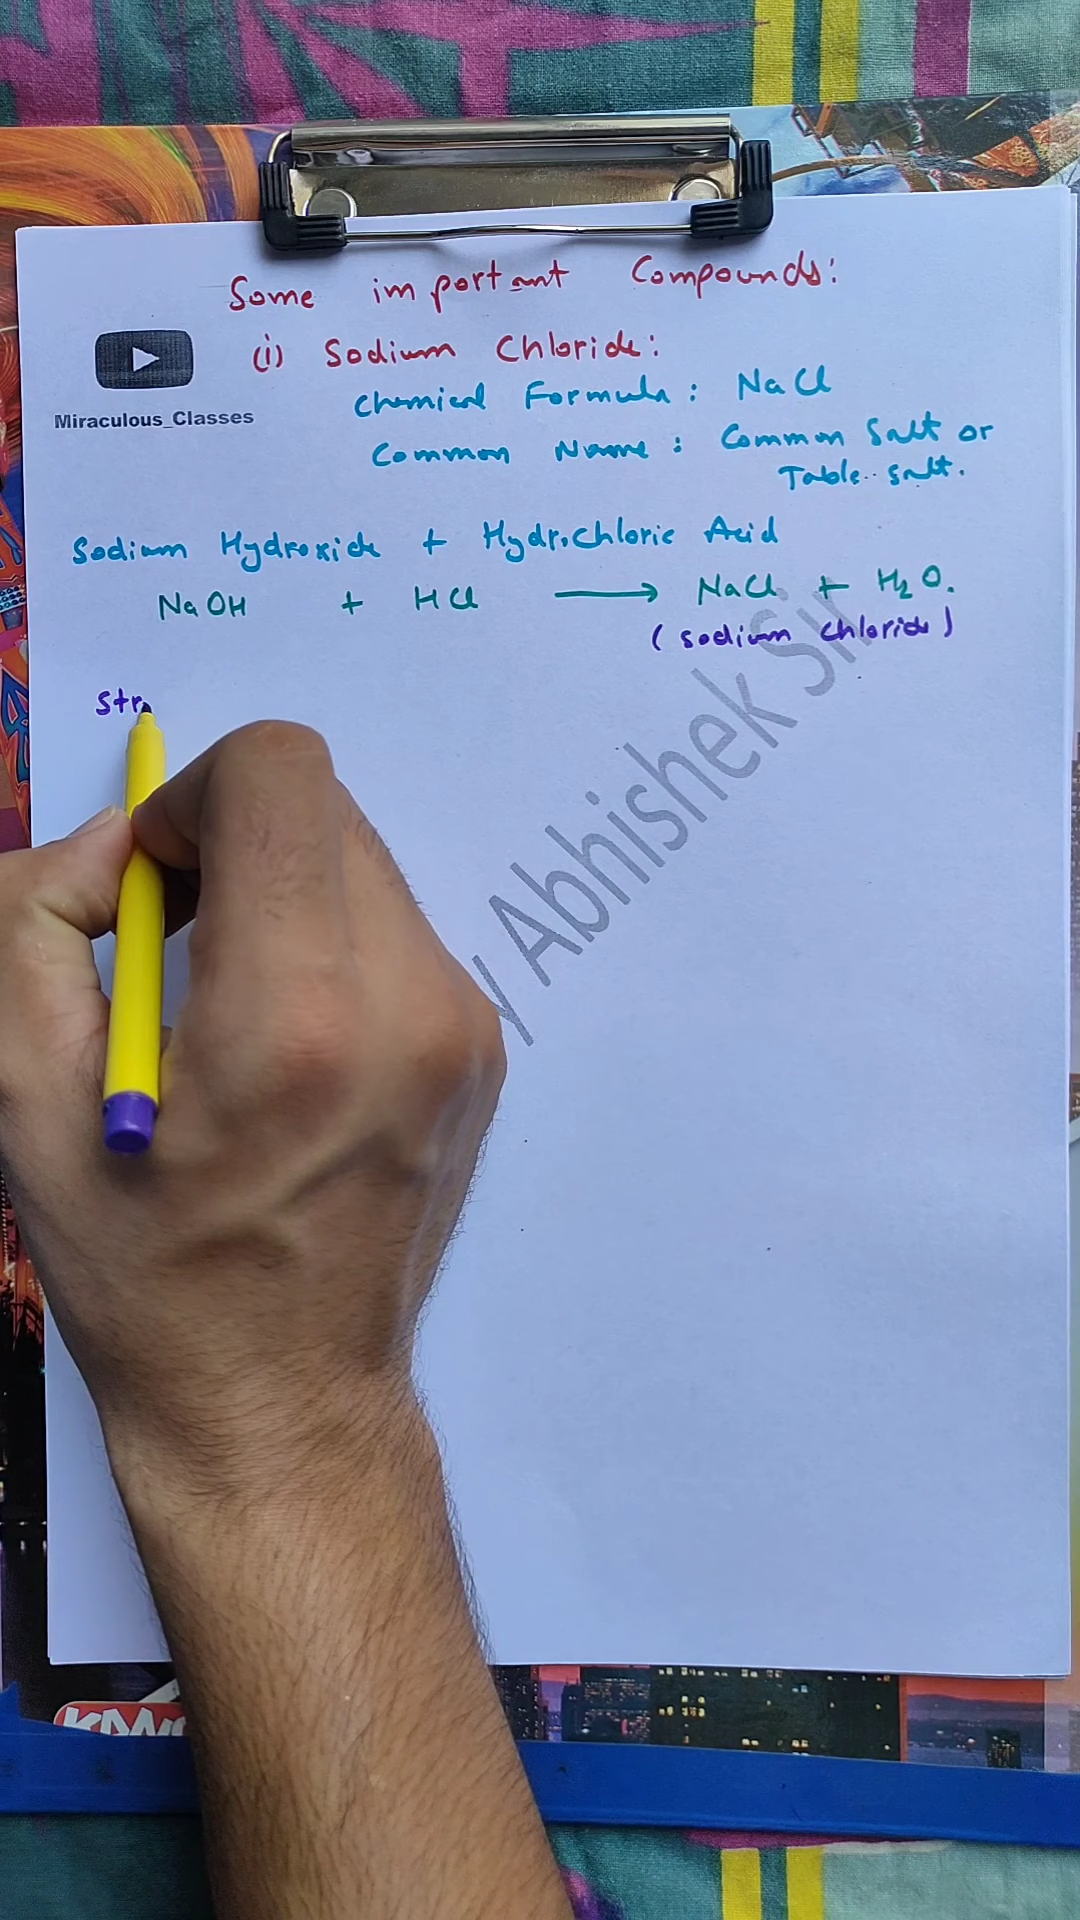 Some important Compounds:
(i) Sodium Chloride:
Miraculous_Classes
Chemical Formula : NaCl
Common Name : Common Salt or
Table salt.
Sodium Hydroxide + Hydrochloric Acid
NaOH + HCl ⟶ NaCl + H₂O.
(sodium chloride)
Str
Abhishek Sir